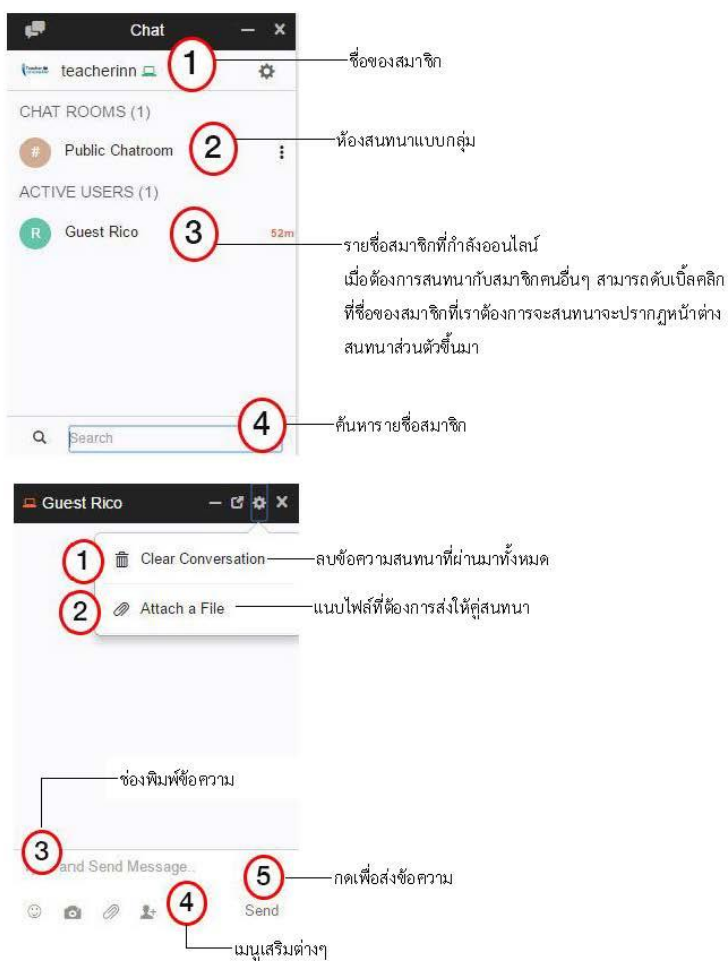 Chat
teacherinn
1
ชื่อของสมาชิก
CHAT ROOMS (1)
#
Public Chatroom
2
ห้องสนทนาแบบกลุ่ม
ACTIVE USERS (1)
R
Guest Rico
3
52m
รายชื่อสมาชิกที่กำลังออนไลน์
เมื่อต้องการสนทนากับสมาชิกคนอื่นๆ สามารถดับเบิ้ลคลิก
ที่ชื่อของสมาชิกที่เราต้องการจะสนทนาจะปรากฏหน้าต่าง
สนทนาส่วนตัวขึ้นมา
Search
4
ค้นหารายชื่อสมาชิก
Guest Rico
1
Clear Conversation
ลบข้อความสนทนาที่ผ่านมาทั้งหมด
2
Attach a File
แนบไฟล์ที่ต้องการส่งให้คู่สนทนา
ช่องพิมพ์ข้อความ
3
and Send Message..
5
กดเพื่อส่งข้อความ
4
Send
เมนูเสริมต่างๆ